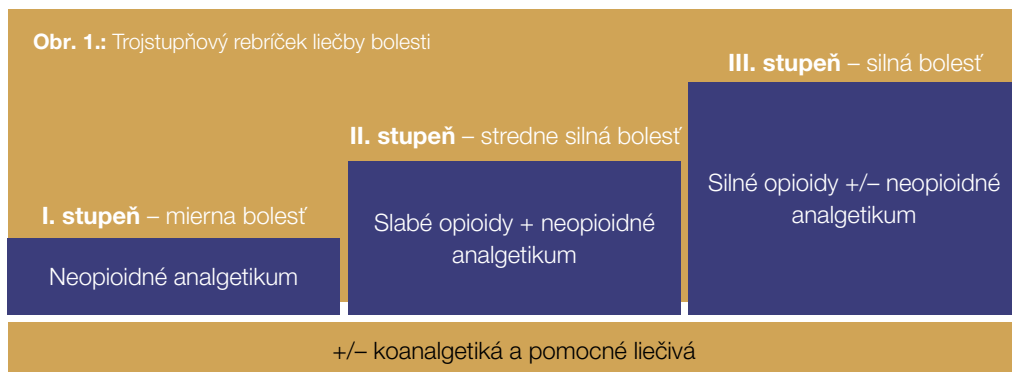 Obr. 1.: Trojstupňový rebríček liečby bolesti
I. stupeň – mierna bolesť
Neopioidné analgetikum
II. stupeň – stredne silná bolesť
Slabé opioidy + neopioidné
analgetikum
III. stupeň – silná bolesť
Silné opioidy +/– neopioidné
analgetikum
+/– koanalgetiká a pomocné liečivá